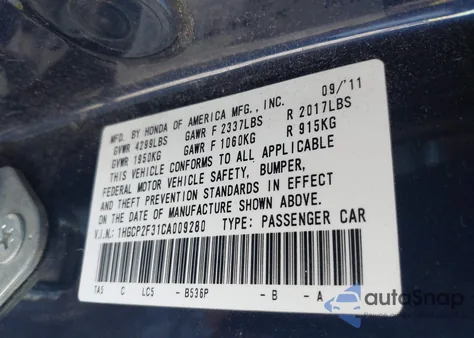 MFD. BY HONDA OF AMERICA MFG., INC. 09/'11
GVWR 4299LBS GAWR F 2337LBS R 2017LBS
GVWR 1950KG GAWR F 1060KG R 915KG
THIS VEHICLE CONFORMS TO ALL APPLICABLE
FEDERAL MOTOR VEHICLE SAFETY, BUMPER,
AND THEFT PREVENTION STANDARDS IN EFFECT
ON THE DATE OF MANUFACTURE SHOWN ABOVE.
V.I.N.: 1HGCP2F31CA009280 TYPE: PASSENGER CAR
TA5 C LC5 - B536P - B - A
autoSnap